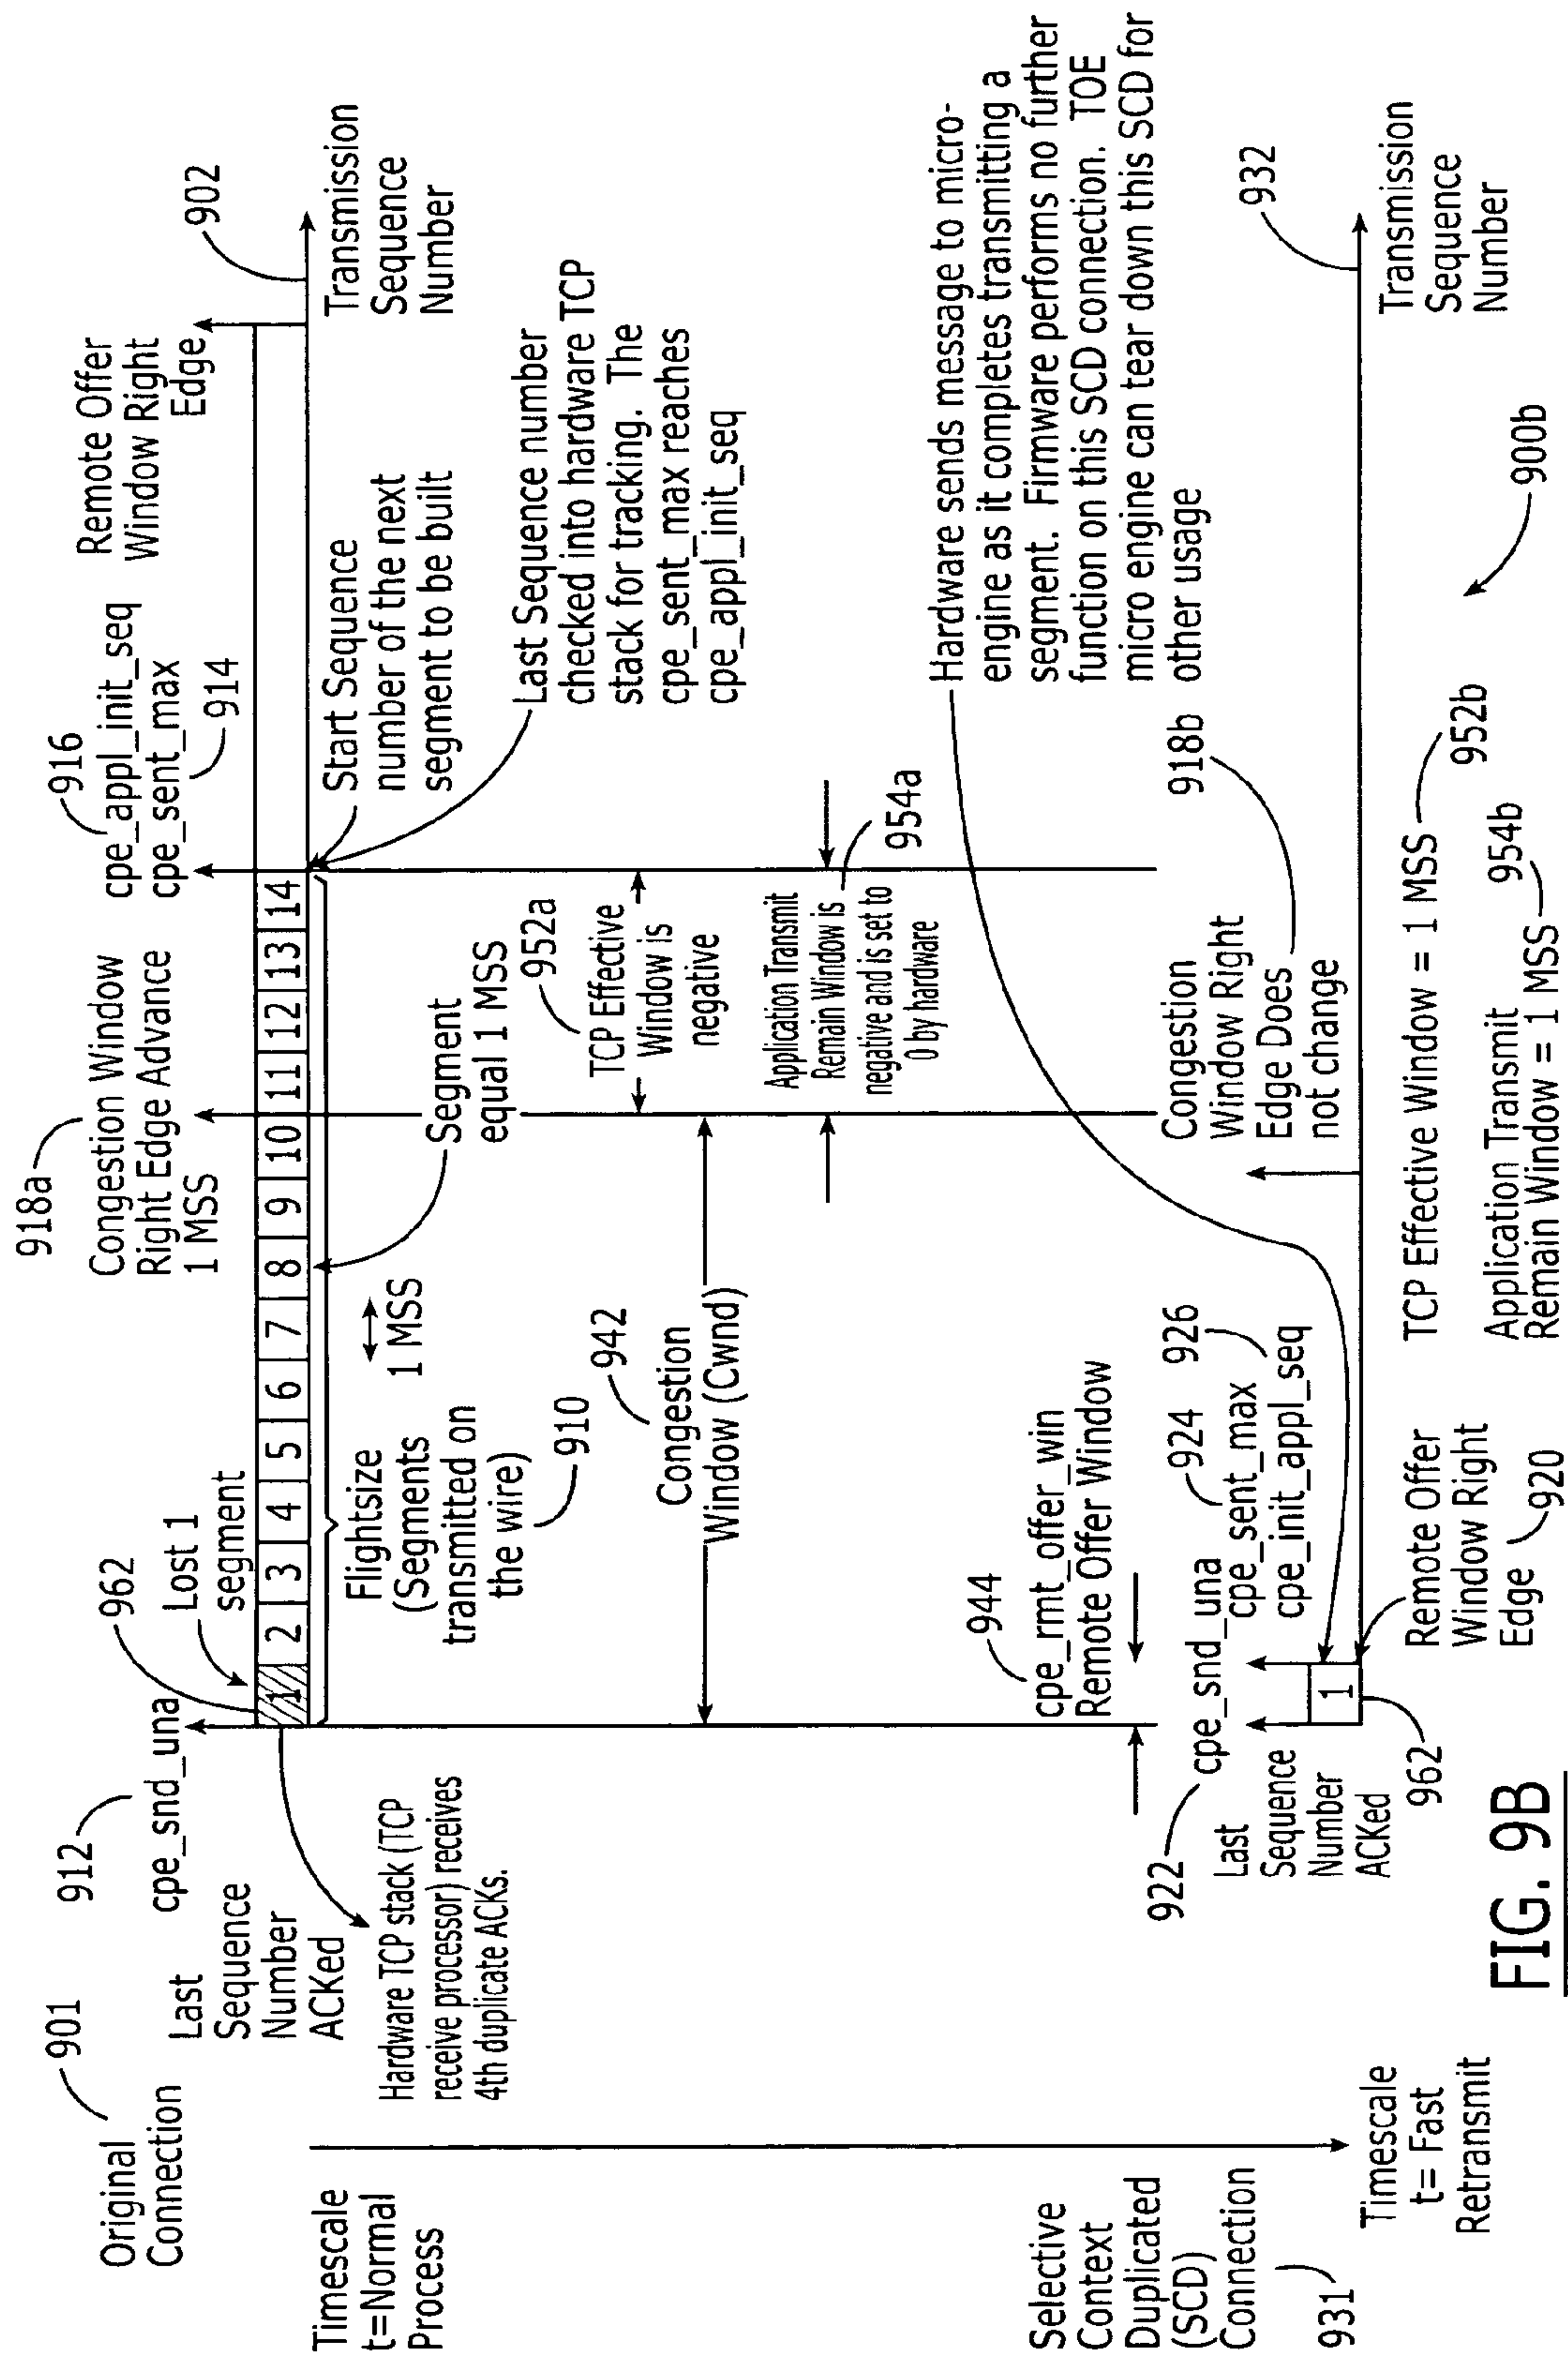 901
Original
Connection
912
cpe_snd_una
Last
Sequence
Number
ACKed
962
Lost 1
segment
918a
Congestion Window
Right Edge Advance
1 MSS
916
cpe_appl_init_seq
cpe_sent_max
914
Remote Offer
Window Right
Edge
902
1 2 3 4 5 6 7 8 9 10 11 12 13 14
Transmission
Sequence
Number
Timescale
t=Normal
Process
Hardware TCP stack (TCP
receive processor) receives
4th duplicate ACKs.
Flightsize
(Segments
transmitted on
the wire)
910
1 MSS
Segment
equal 1 MSS
Start Sequence
number of the next
segment to be built
Last Sequence number
checked into hardware TCP
stack for tracking. The
cpe_sent_max reaches
cpe_appl_init_seq
942
Congestion
Window (Cwnd)
952a
TCP Effective
Window is
negative
Application Transmit
Remain Window is
negative and is set to
0 by hardware
954a
Hardware sends message to micro-
engine as it completes transmitting a
segment. Firmware performs no further
function on this SCD connection. TOE
micro engine can tear down this SCD for
other usage
944
cpe_rmt_offer_win
Remote Offer Window
Selective
Context
Duplicated
(SCD)
Connection
931
922
cpe_snd_una
Last
Sequence
Number
ACKed
924
926
cpe_sent_max
cpe_init_appl_seq
918b
Congestion
Window Right
Edge Does
not change
932
1
962
Timescale
t= Fast
Retransmit
Remote Offer
Window Right
Edge
920
TCP Effective Window = 1 MSS
952b
Application Transmit
Remain Window = 1 MSS
954b
Transmission
Sequence
Number
900b
FIG. 9B